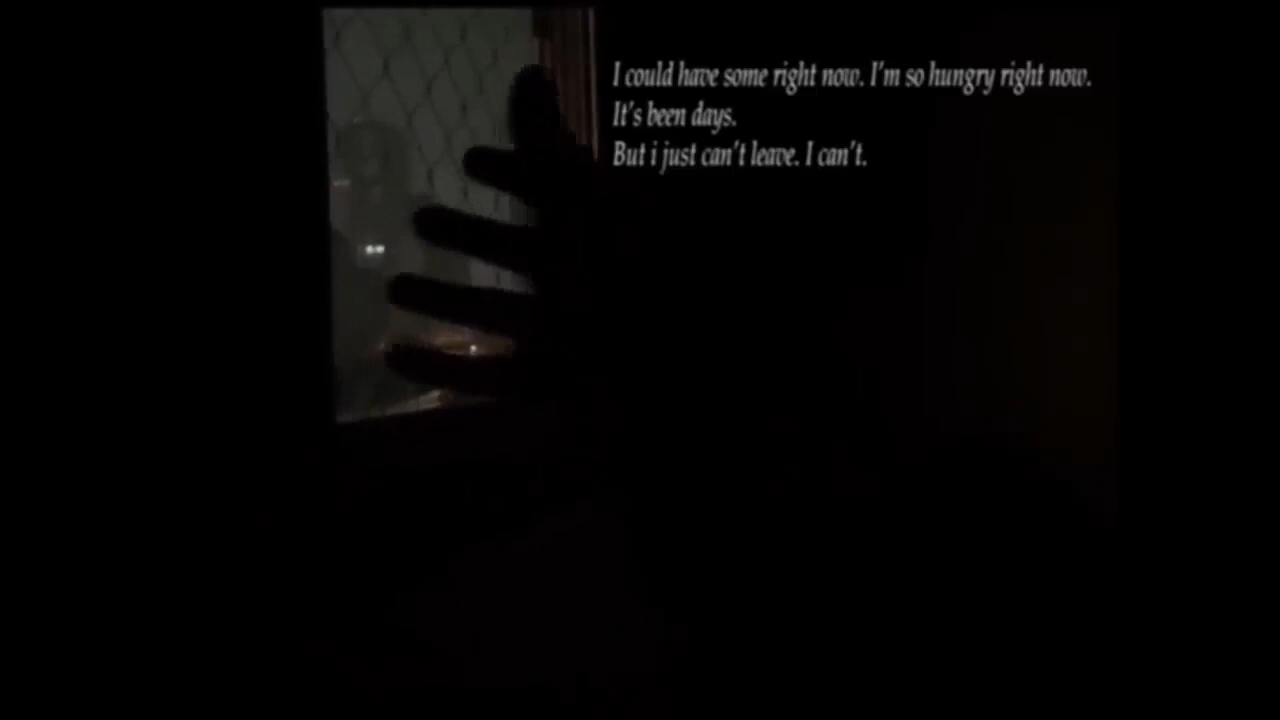 I could have some right now. I'm so hungry right now.
It's been days.
But i just can't leave. I can't.